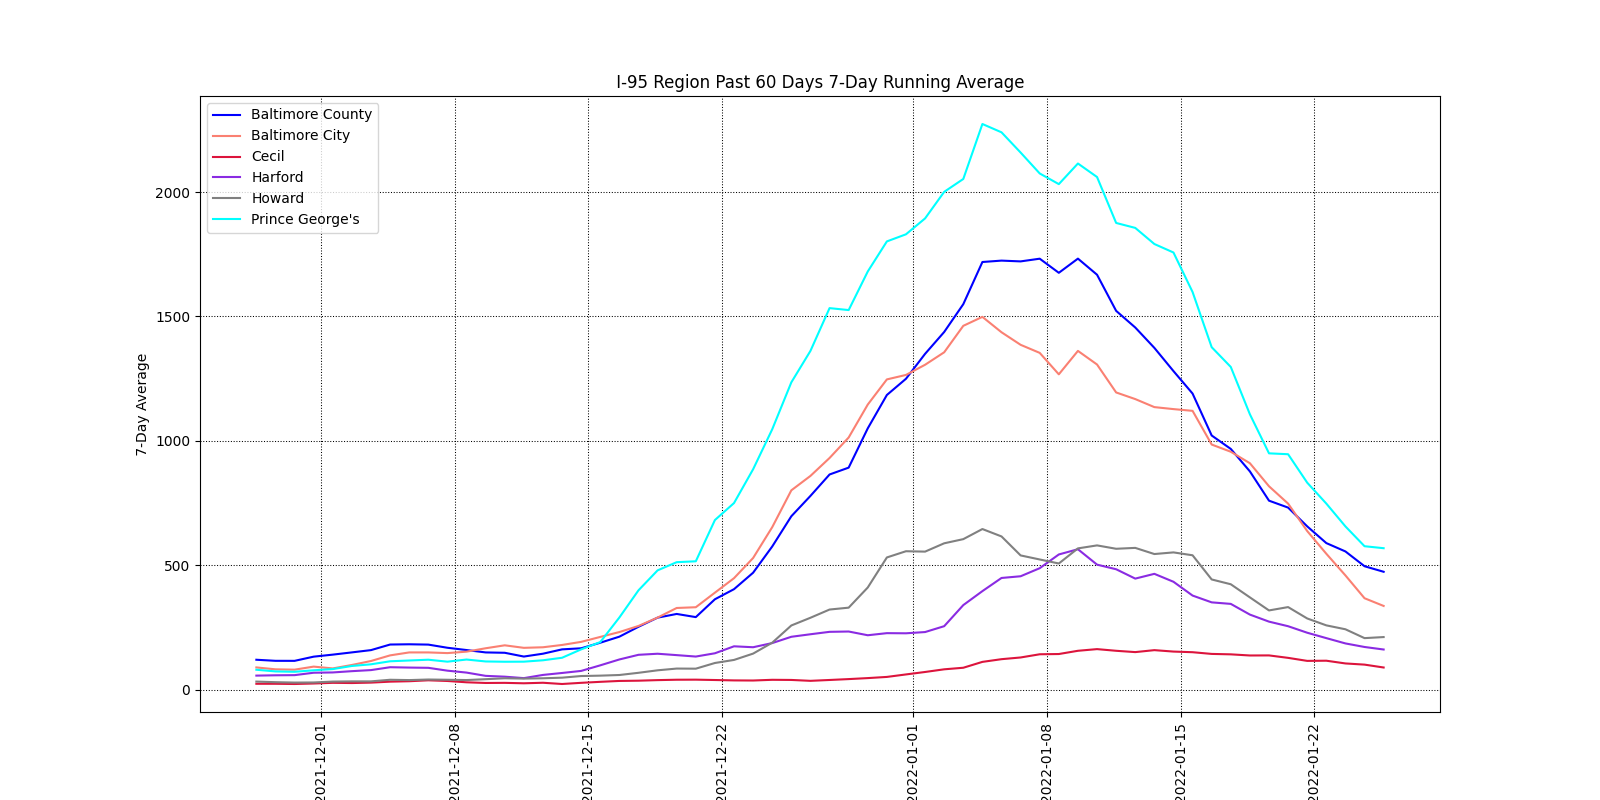 I-95 Region Past 60 Days 7-Day Running Average
Baltimore County
Baltimore City
Cecil
Harford
Howard
Prince George's
7-Day Average
2000
1500
1000
500
0
2021-12-01
2021-12-08
2021-12-15
2021-12-22
2022-01-01
2022-01-08
2022-01-15
2022-01-22